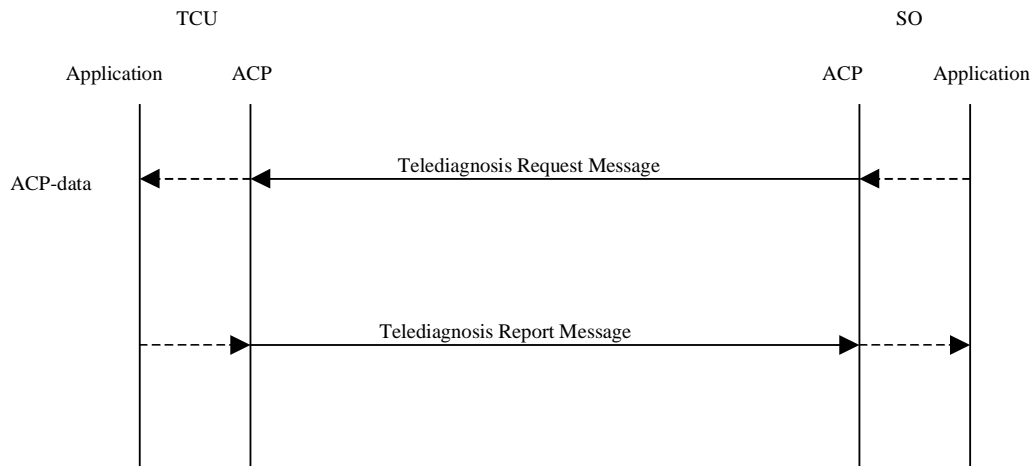 TCU
SO
Application
ACP
ACP
Application
Telediagnosis Request Message
ACP-data
Telediagnosis Report Message